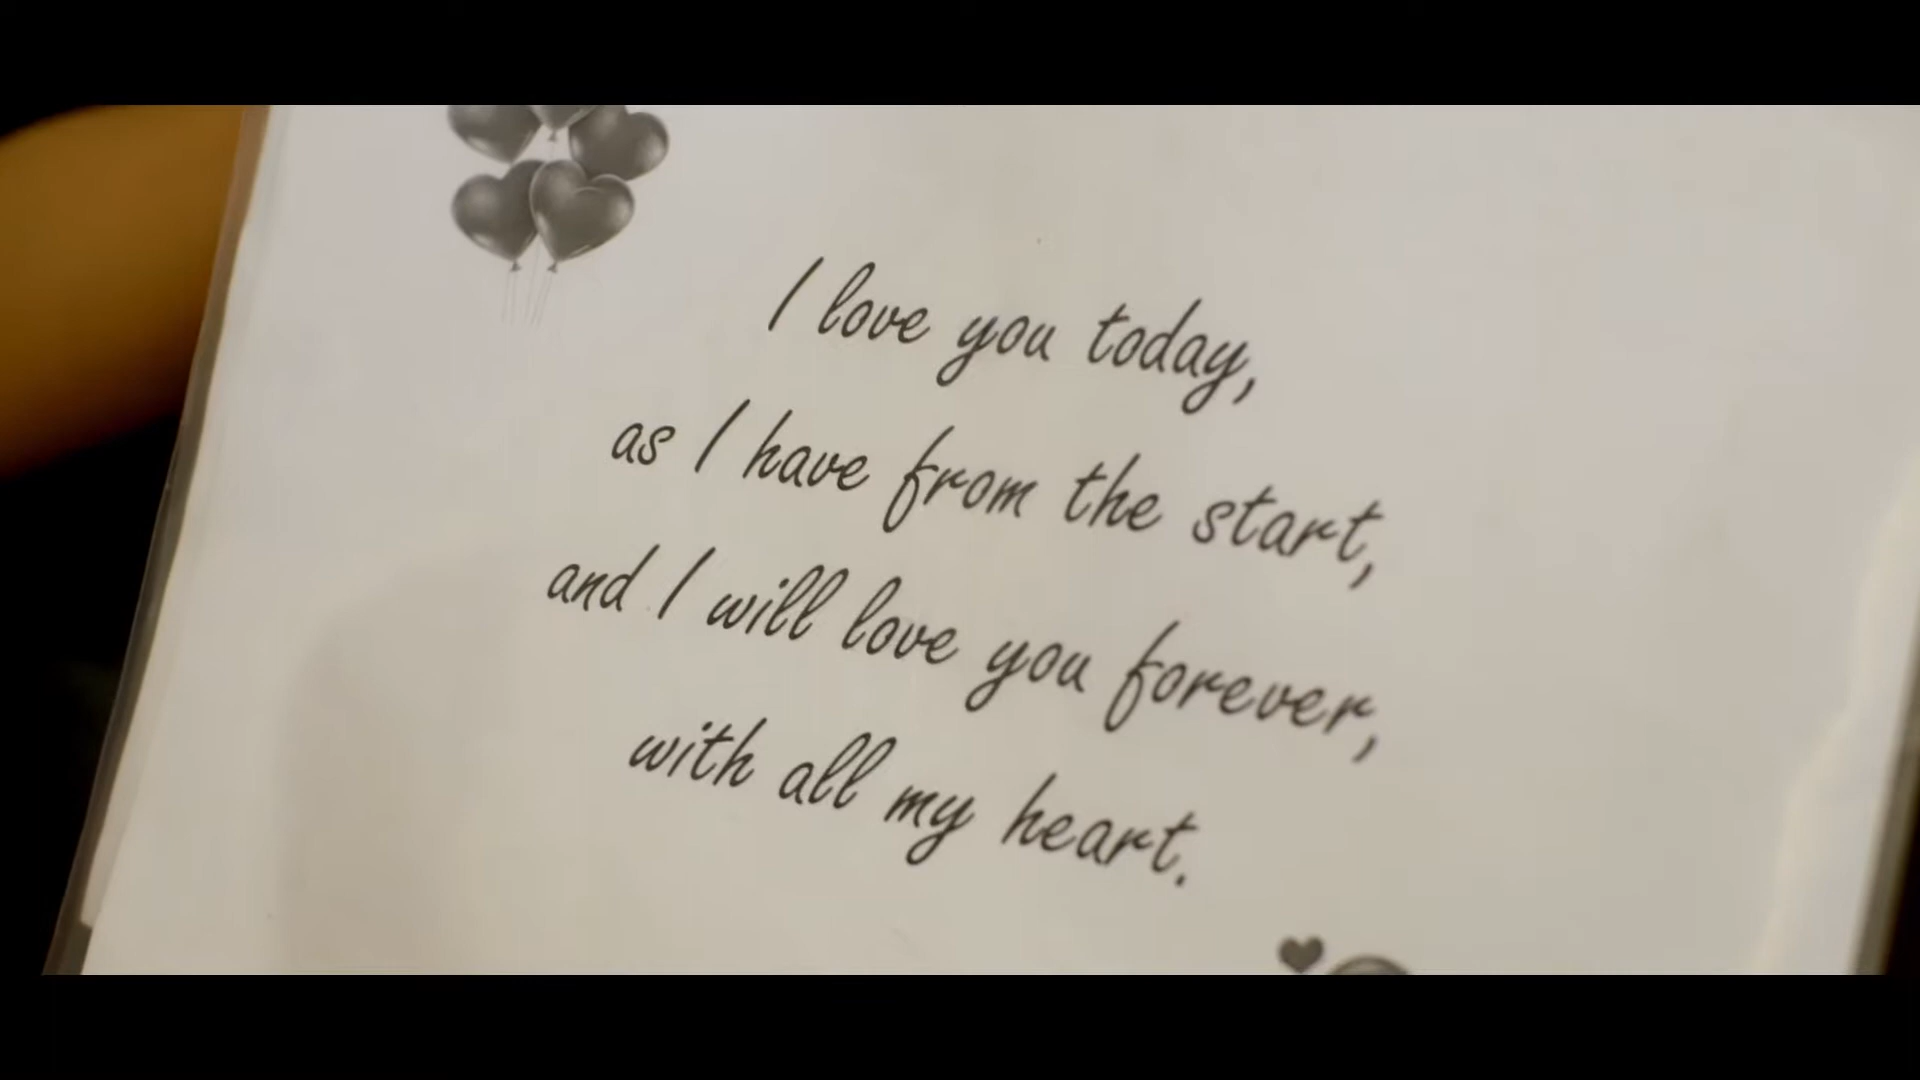 I love you today,
as I have from the start,
and I will love you forever,
with all my heart.